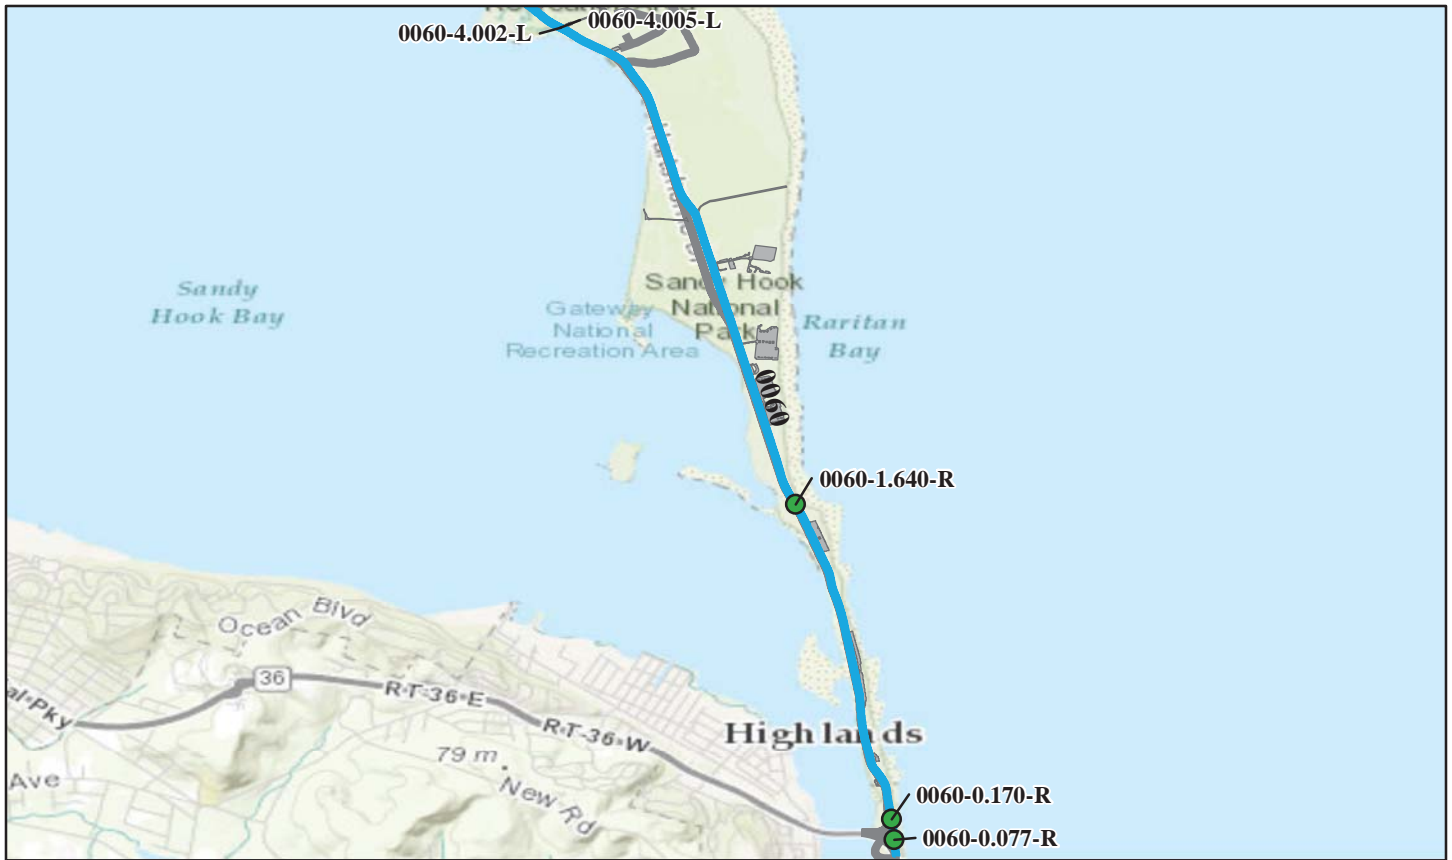 0060-4.005-L
0060-4.002-L
Sandy Hook
National
Park
Sandy
Hook Bay
Gateway
National
Recreation Area
Raritan
Bay
0060
0060-1.640-R
Ocean Blvd
36
RT-36-E
al-Pky
RT-36-W
Highlands
79 m
New Rd
Ave
0060-0.170-R
0060-0.077-R